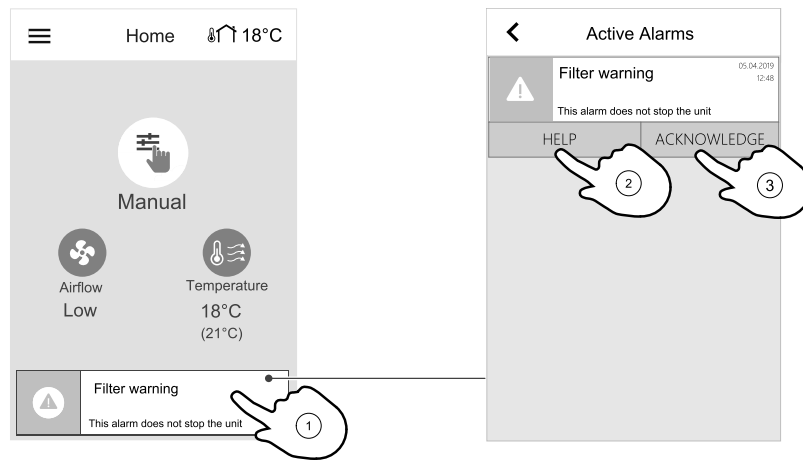 Home 18°C
Manual
Airflow
Low
Temperature
18°C
(21°C)
Filter warning
This alarm does not stop the unit
1
Active Alarms
Filter warning
05.04.2019
12:48
This alarm does not stop the unit
HELP
ACKNOWLEDGE
2
3